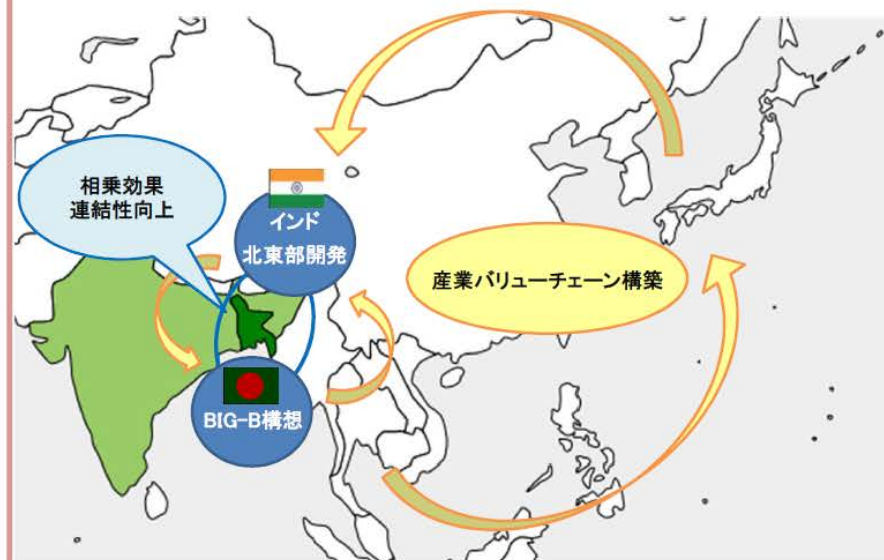 相乗効果
連結性向上
インド
北東部開発
産業バリューチェーン構築
BIG-B構想